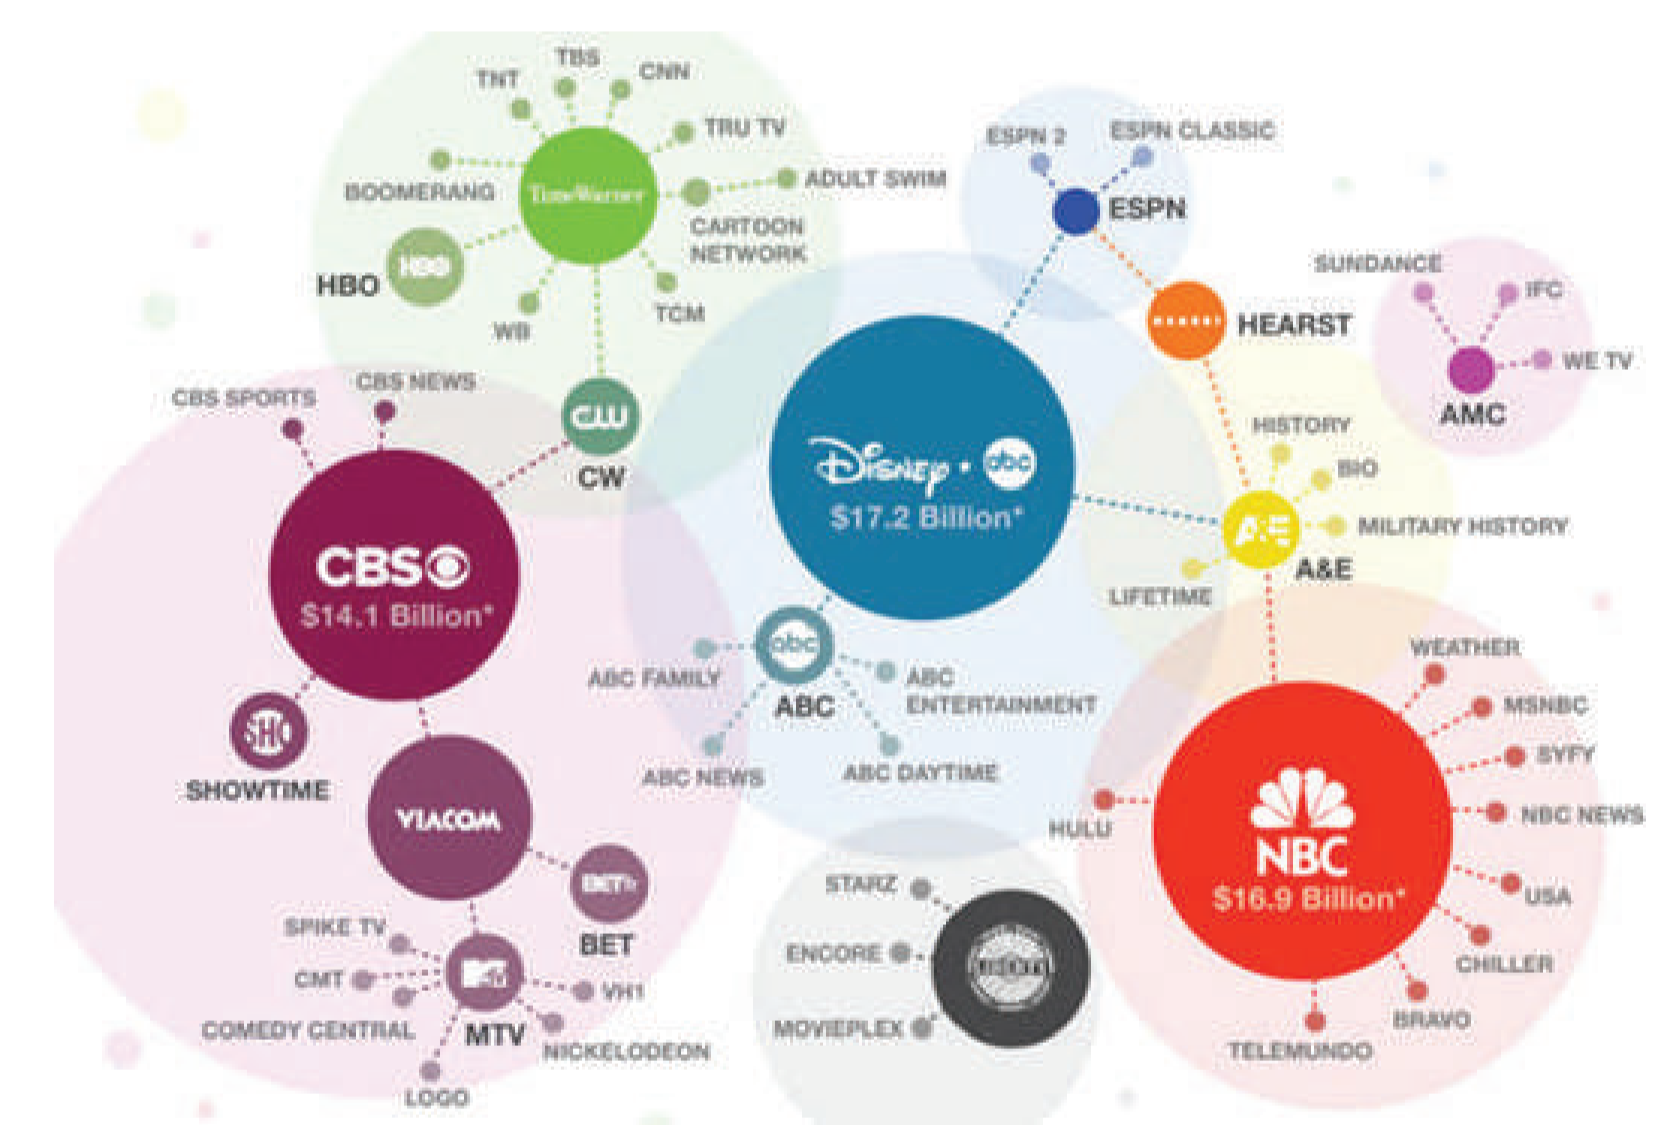 TBS
TNT
CNN
TRU TV
BOOMERANG
TimeWarner
ADULT SWIM
CARTOON
NETWORK
HBO
HBO
WB
TCM
ESPN 2
ESPN CLASSIC
ESPN
HEARST
SUNDANCE
IFC
WE TV
AMC
CBS SPORTS
CBS NEWS
CW
CW
DISNEY • abc
$17.2 Billion*
HISTORY
BIO
MILITARY HISTORY
A&E
A&E
LIFETIME
CBS
$14.1 Billion*
abc
ABC FAMILY
ABC
ENTERTAINMENT
ABC
ABC NEWS
ABC DAYTIME
SHO
SHOWTIME
VIACOM
BET
BET
SPIKE TV
CMT
COMEDY CENTRAL
MTV
VH1
NICKELODEON
LOGO
STARZ
ENCORE
LIBERTY
MOVIEPLEX
WEATHER
MSNBC
SYFY
HULU
NBC NEWS
NBC
$16.9 Billion*
USA
CHILLER
BRAVO
TELEMUNDO